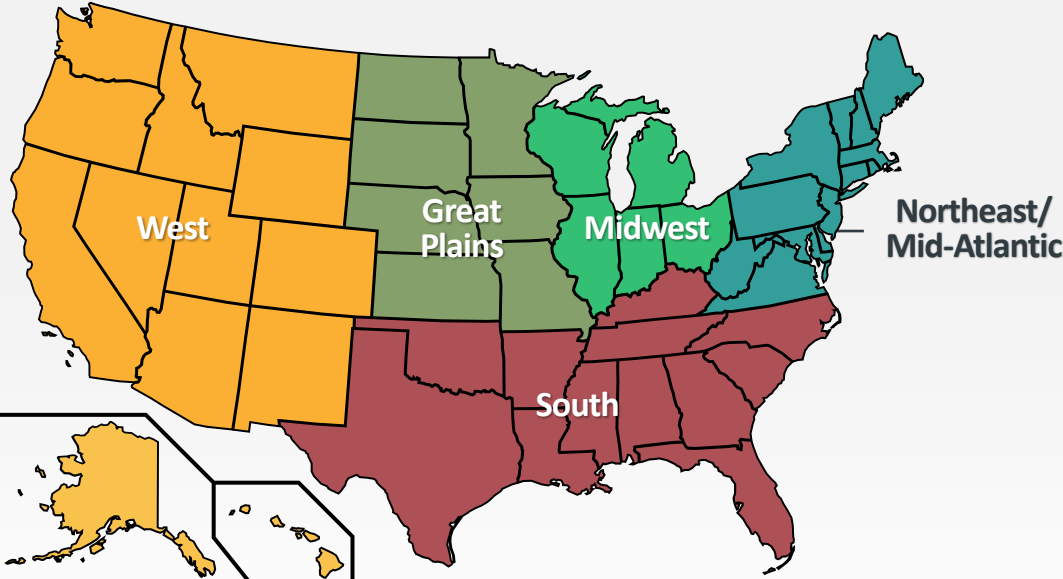 West
Great
Plains
Midwest
Northeast/
Mid-Atlantic
South